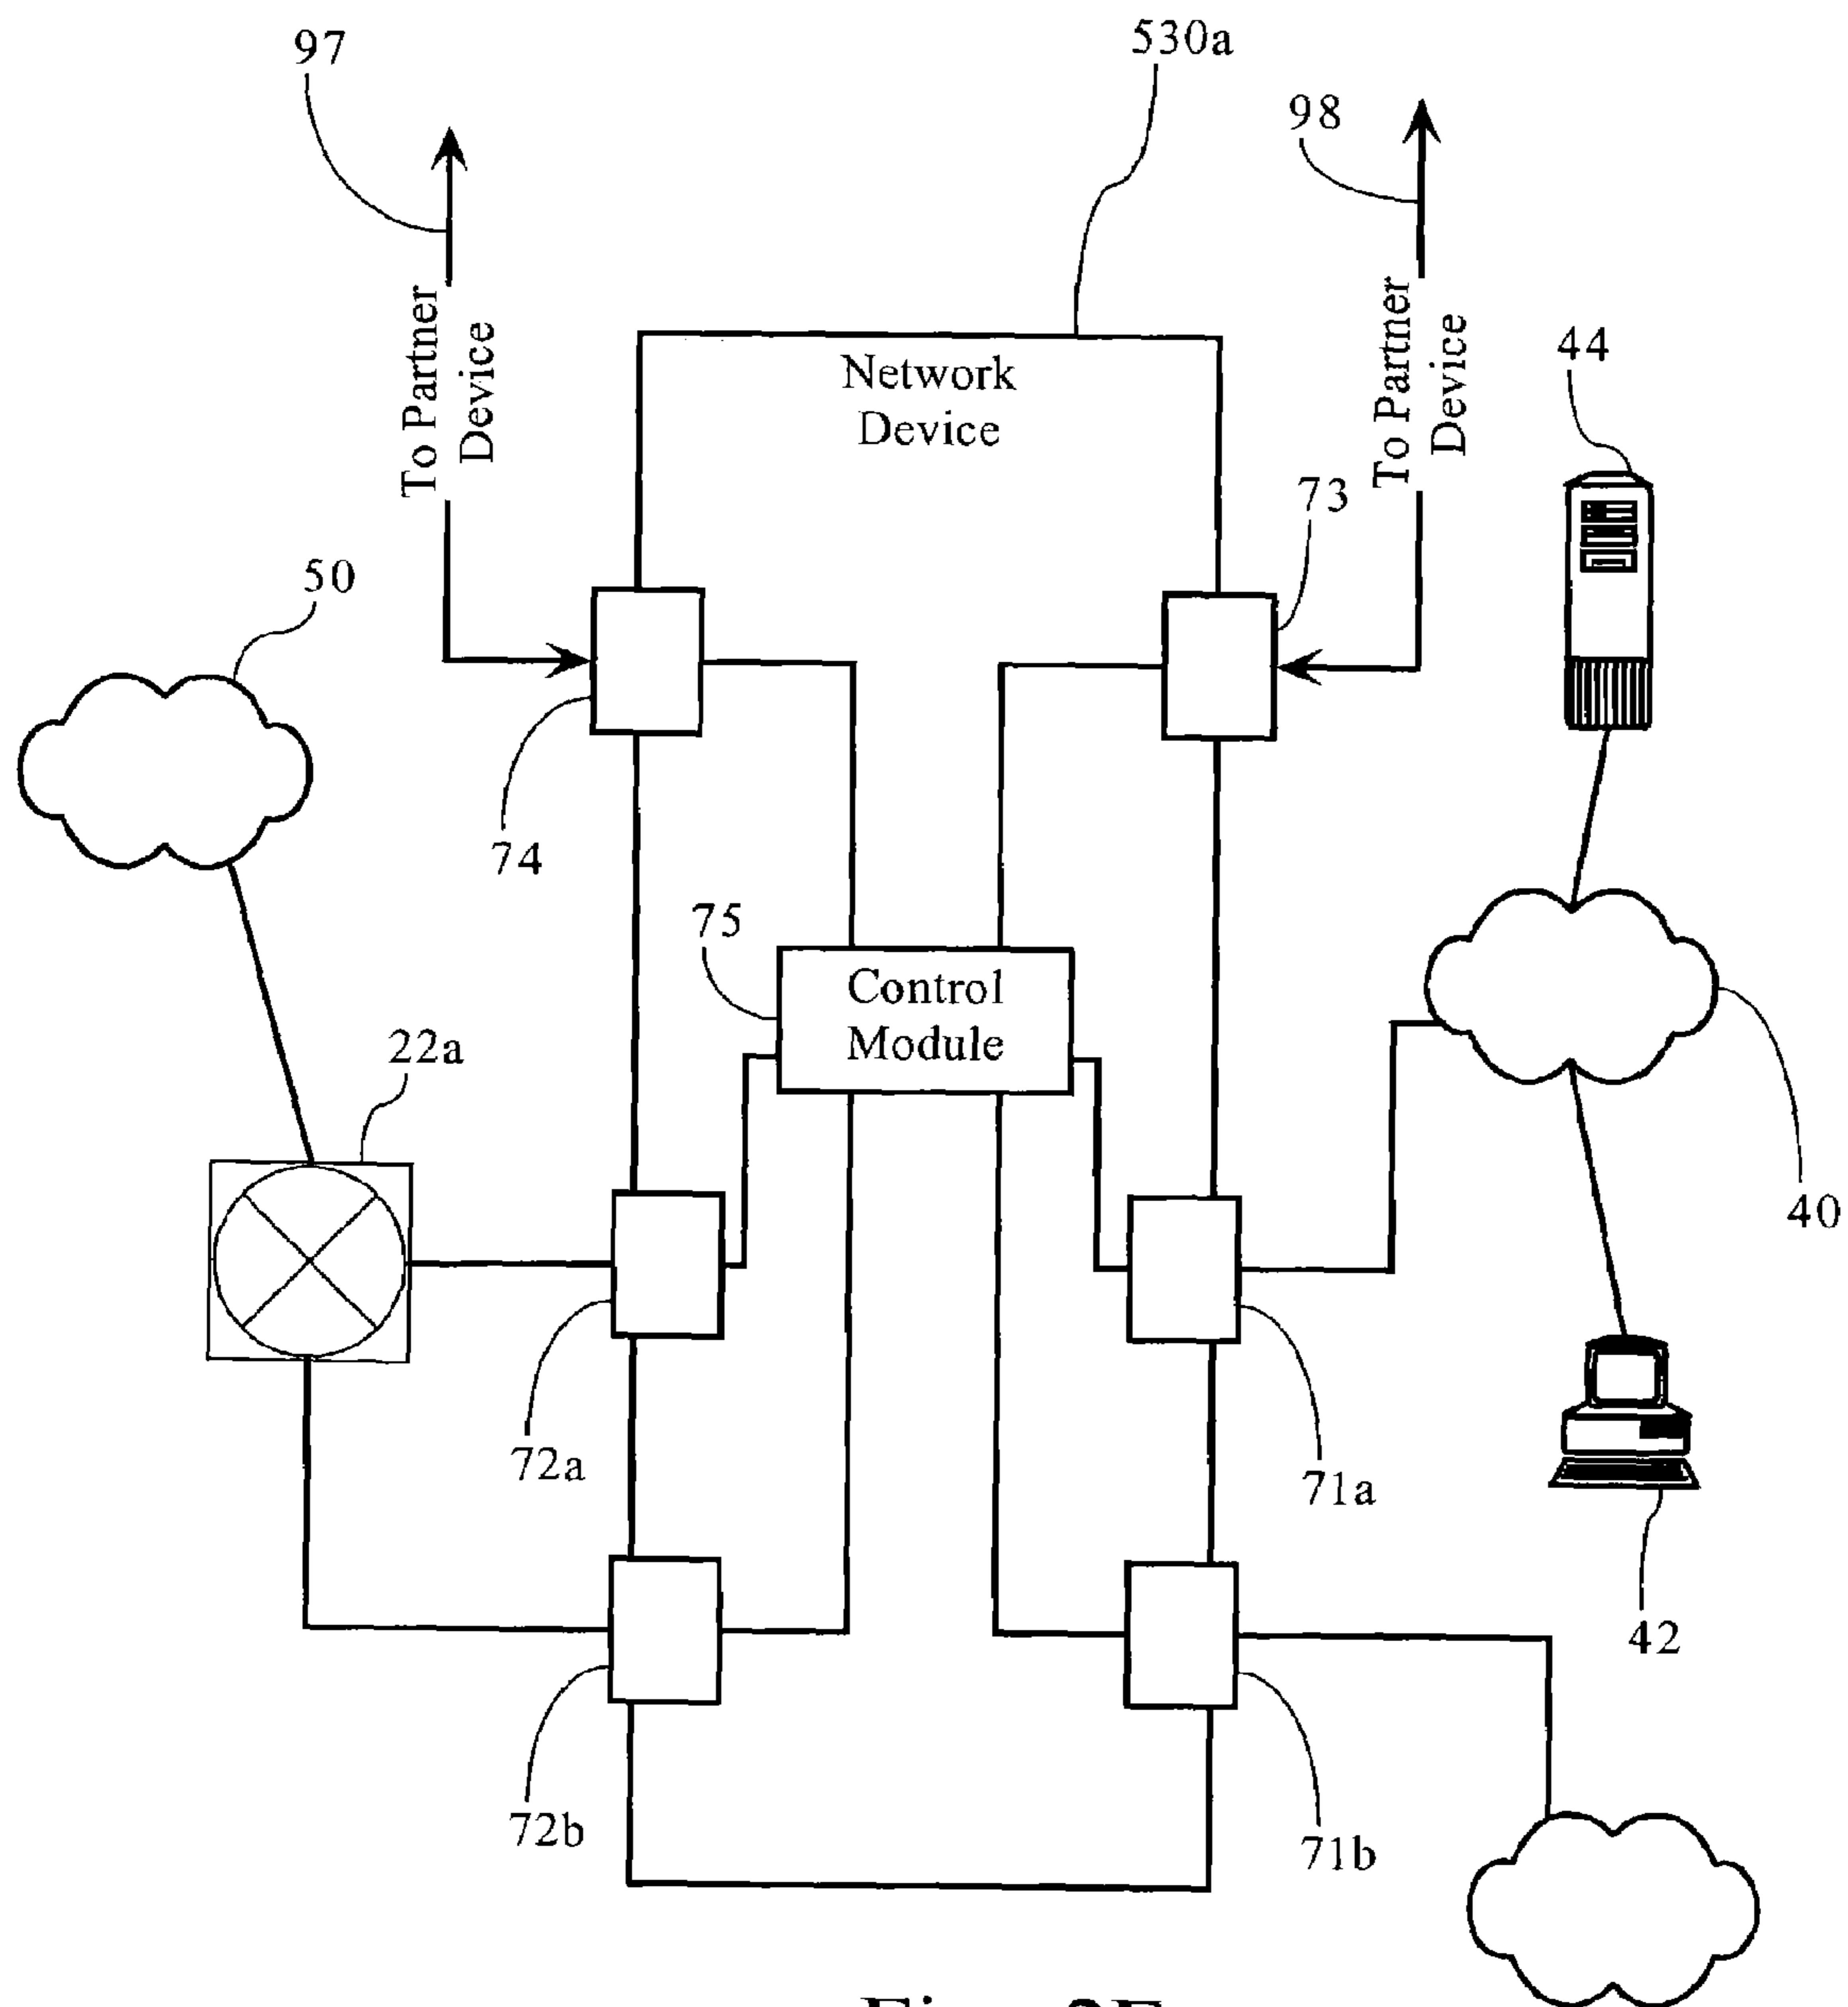 97
530a
98
To Partner
Device
To Partner
Device
Network
Device
44
73
50
74
75
Control
Module
22a
40
72a
71a
42
72b
71b